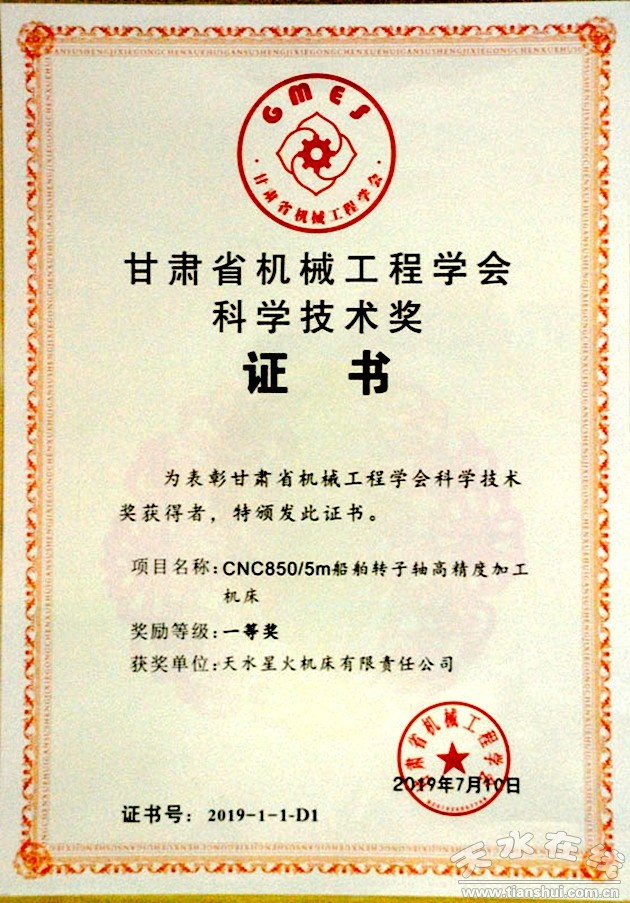 GMES
·甘肃省机械工程学会·
甘肃省机械工程学会
科学技术奖
证 书
为表彰甘肃省机械工程学会科学技术
奖获得者，特颁发此证书。
项目名称：CNC850/5m船舶转子轴高精度加工
机床
奖励等级：一等奖
获奖单位：天水星火机床有限责任公司
甘肃省机械工程学会
2019年7月10日
证书号：2019-1-1-D1
天水在线
www.tianshui.com.cn